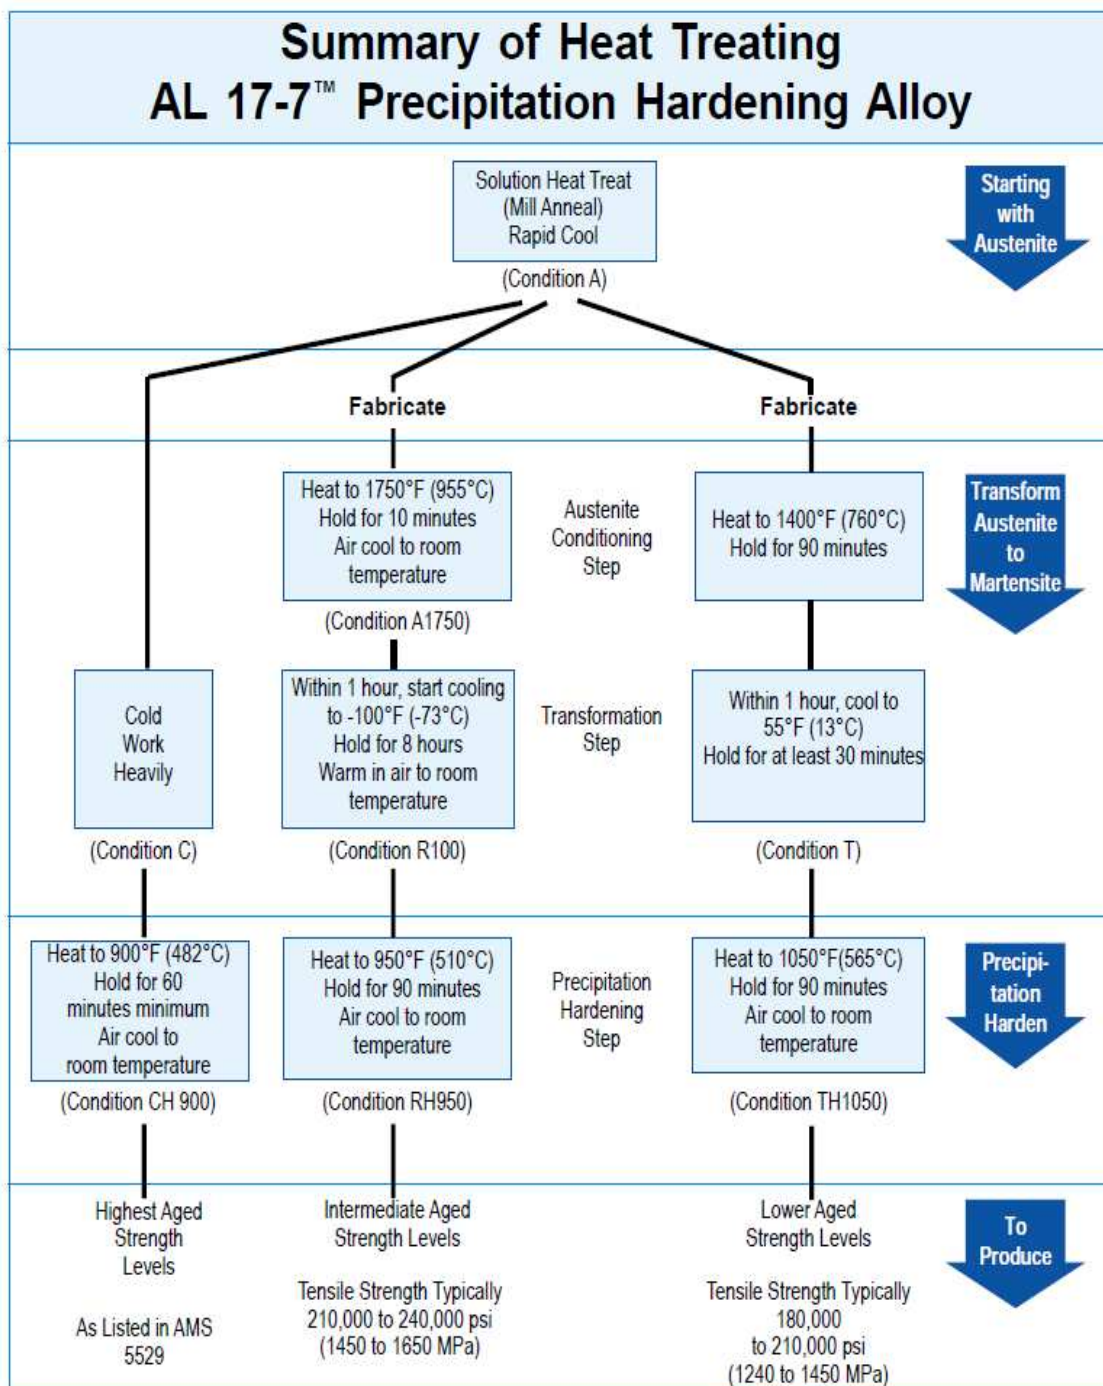 Summary of Heat Treating
AL 17-7™ Precipitation Hardening Alloy
Solution Heat Treat
(Mill Anneal)
Rapid Cool
(Condition A)
Starting
with
Austenite
Fabricate
Fabricate
Heat to 1750°F (955°C)
Hold for 10 minutes
Air cool to room
temperature
(Condition A1750)
Austenite
Conditioning
Step
Heat to 1400°F (760°C)
Hold for 90 minutes
Transform
Austenite
to
Martensite
Cold
Work
Heavily
(Condition C)
Within 1 hour, start cooling
to -100°F (-73°C)
Hold for 8 hours
Warm in air to room
temperature
(Condition R100)
Transformation
Step
Within 1 hour, cool to
55°F (13°C)
Hold for at least 30 minutes
(Condition T)
Heat to 900°F (482°C)
Hold for 60
minutes minimum
Air cool to
room temperature
(Condition CH 900)
Heat to 950°F (510°C)
Hold for 90 minutes
Air cool to room
temperature
(Condition RH950)
Precipitation
Hardening
Step
Heat to 1050°F(565°C)
Hold for 90 minutes
Air cool to room
temperature
(Condition TH1050)
Precipi-
tation
Harden
Highest Aged
Strength
Levels
As Listed in AMS
5529
Intermediate Aged
Strength Levels
Tensile Strength Typically
210,000 to 240,000 psi
(1450 to 1650 MPa)
Lower Aged
Strength Levels
Tensile Strength Typically
180,000
to 210,000 psi
(1240 to 1450 MPa)
To
Produce